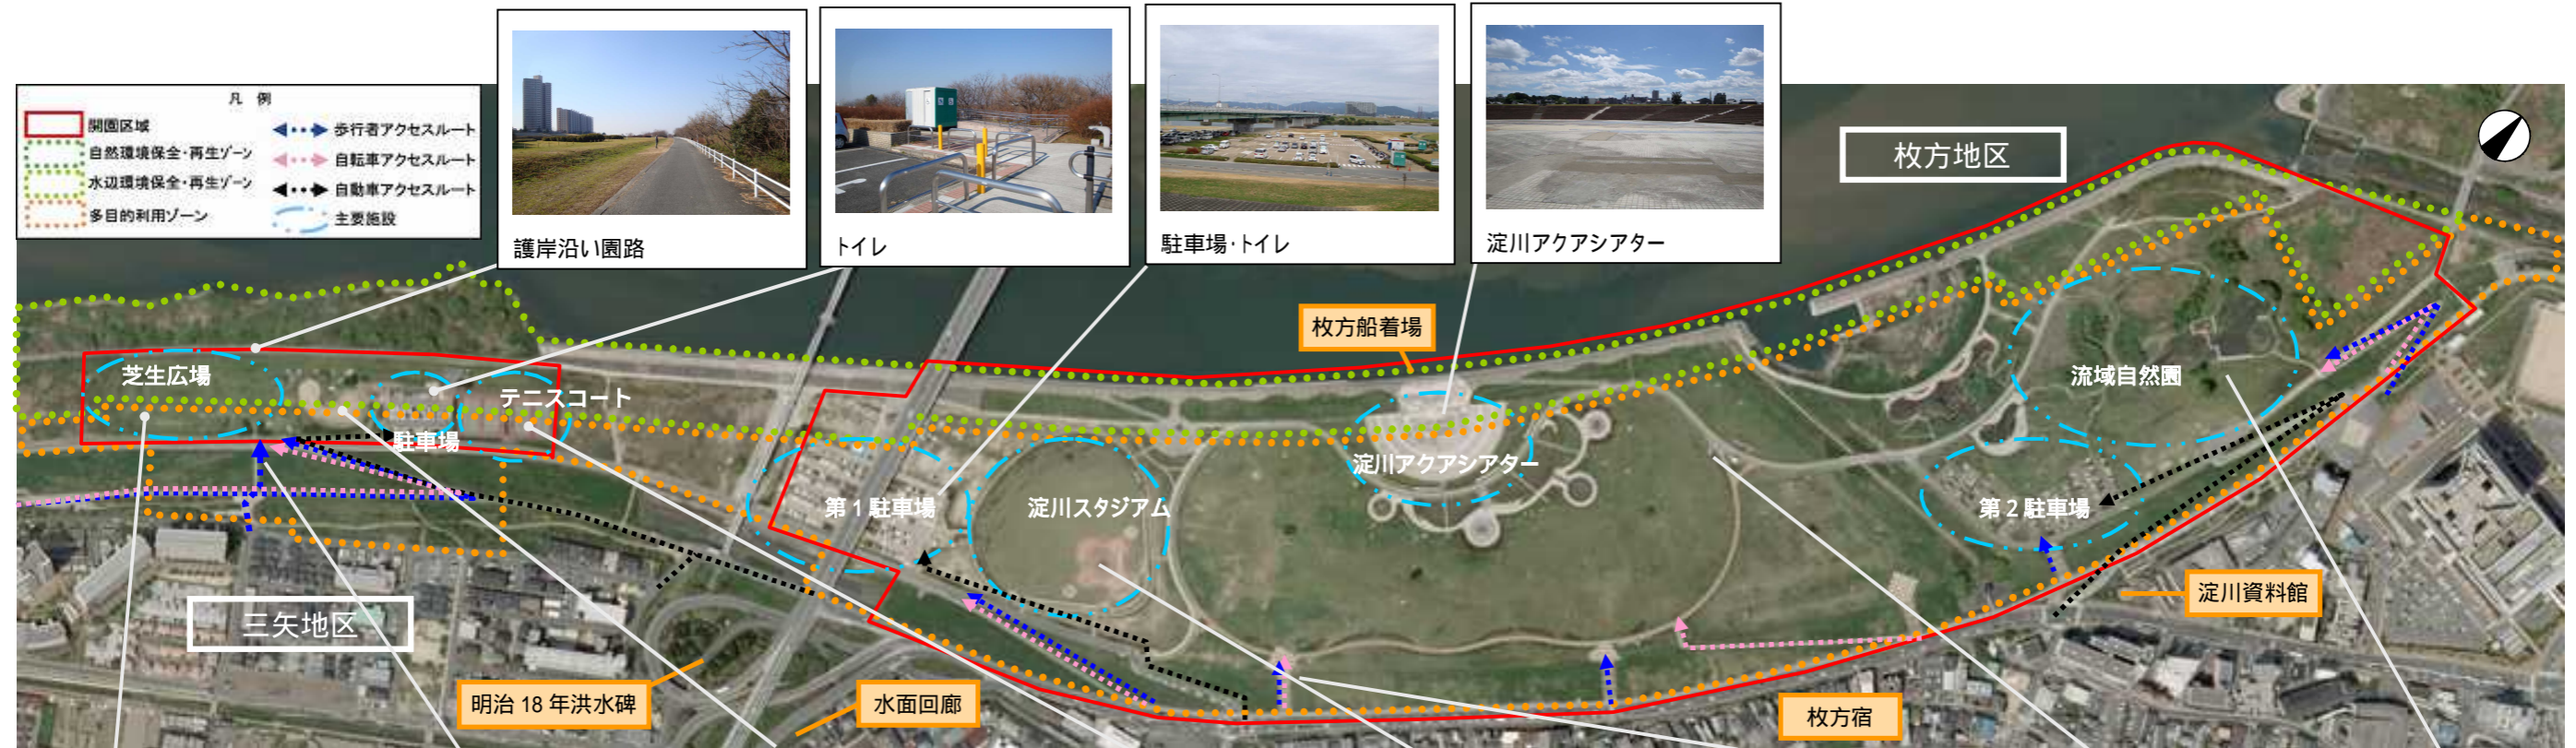 凡 例
開園区域
自然環境保全・再生ゾーン
水辺環境保全・再生ゾーン
多目的利用ゾーン
歩行者アクセスルート
自転車アクセスルート
自動車アクセスルート
主要施設
護岸沿い園路
トイレ
駐車場・トイレ
淀川アクアシアター
枚方地区
枚方船着場
芝生広場
テニスコート
駐車場
流域自然園
淀川アクアシアター
第1駐車場
淀川スタジアム
第2駐車場
淀川資料館
三矢地区
明治18年洪水碑
水面回廊
枚方宿